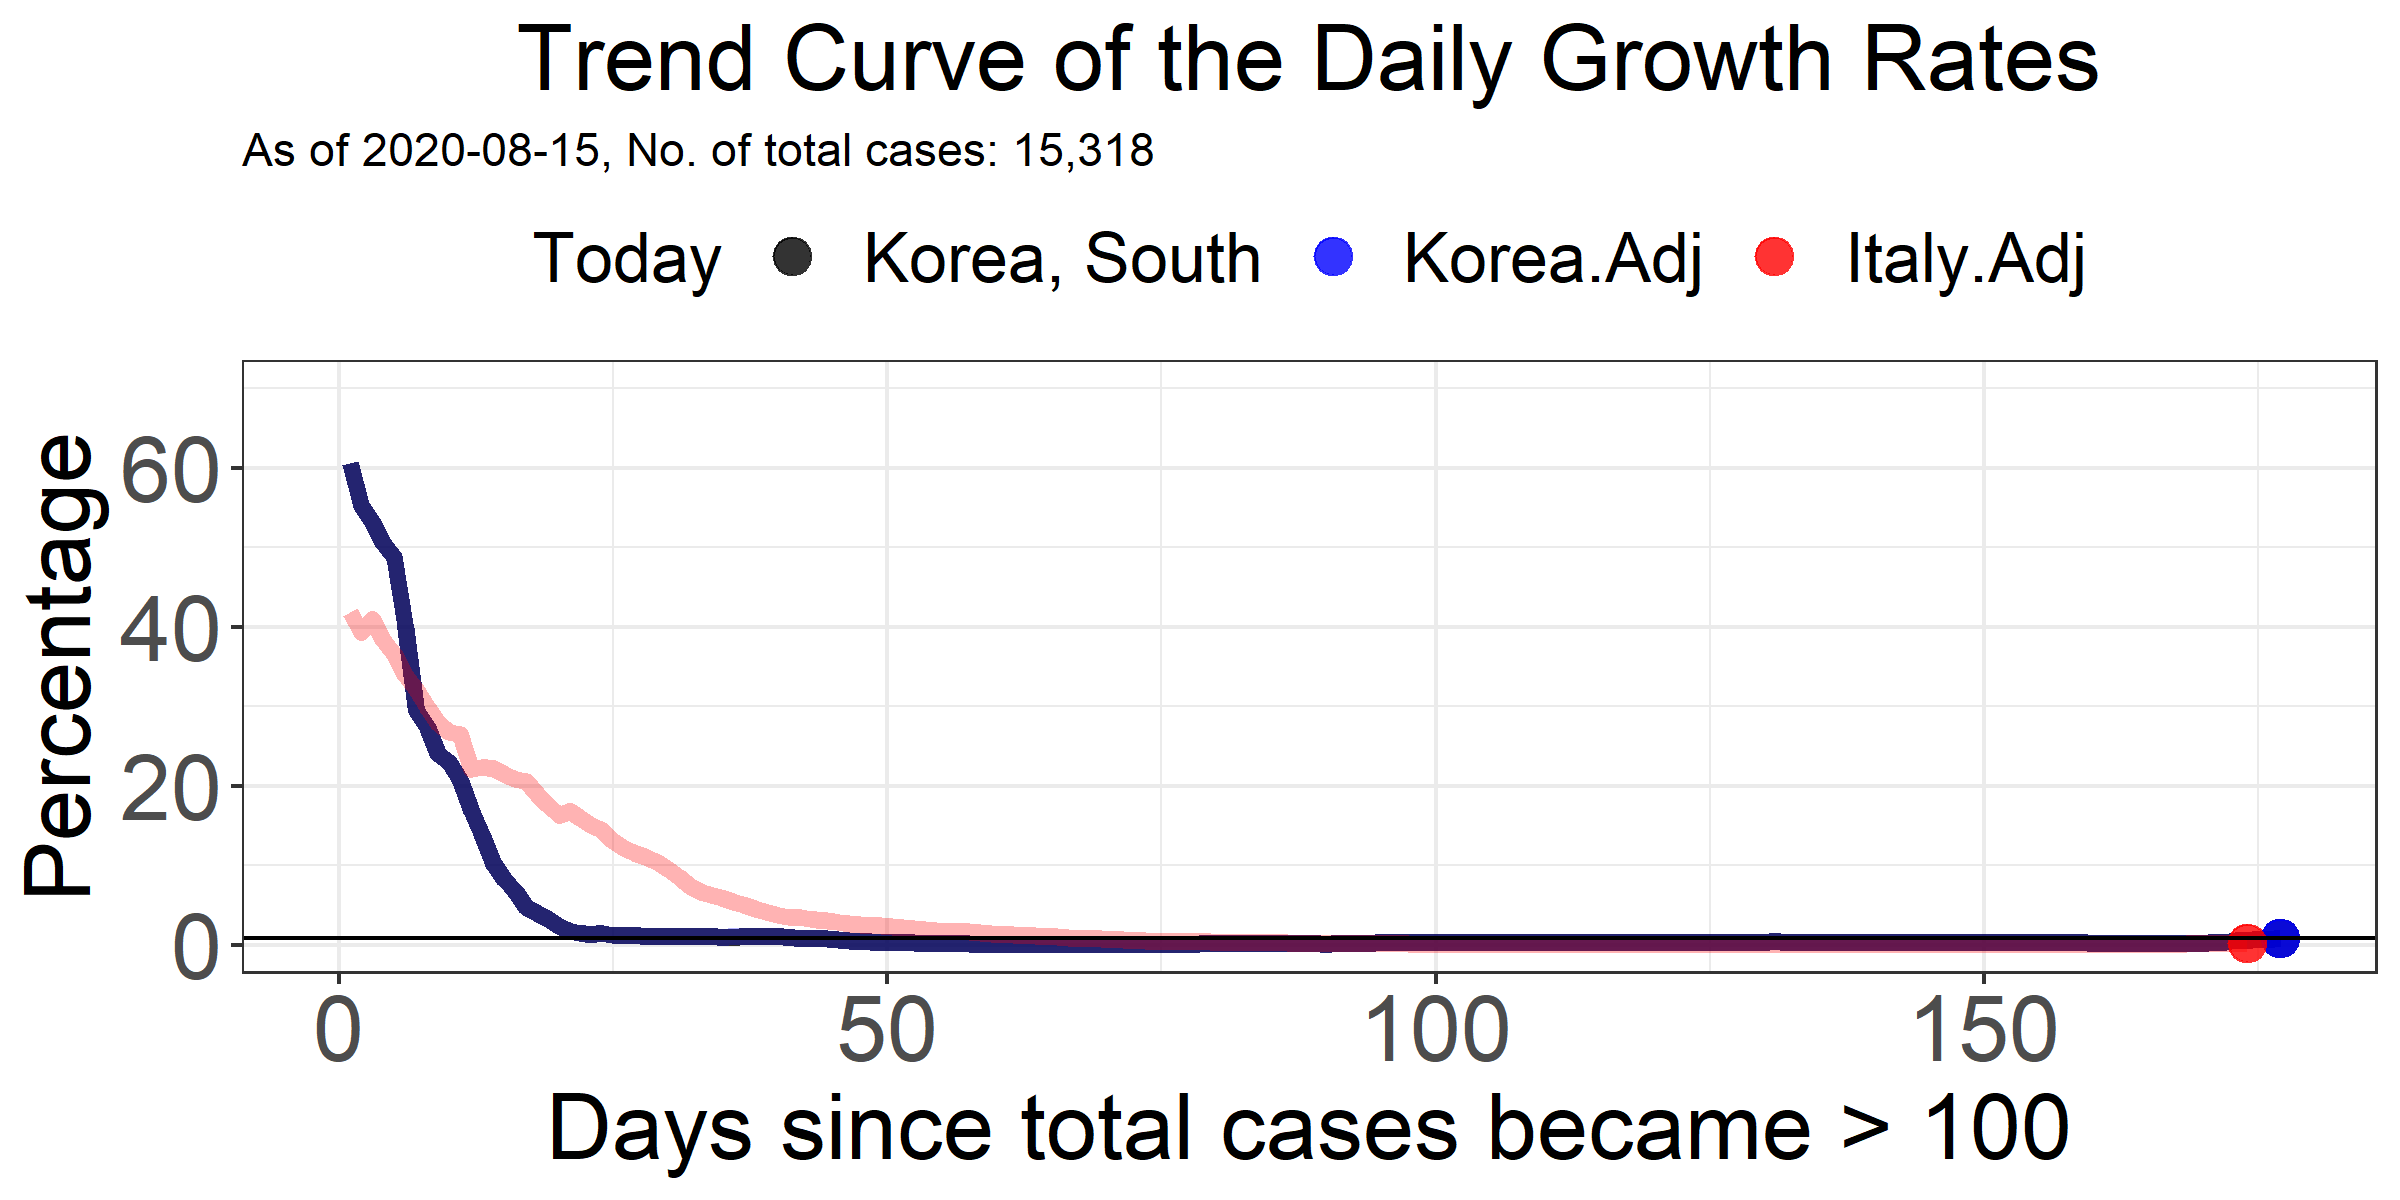 Trend Curve of the Daily Growth Rates
As of 2020-08-15, No. of total cases: 15,318
Today Korea, South Korea.Adj Italy.Adj
Percentage
60
40
20
0
0 50 100 150
Days since total cases became > 100